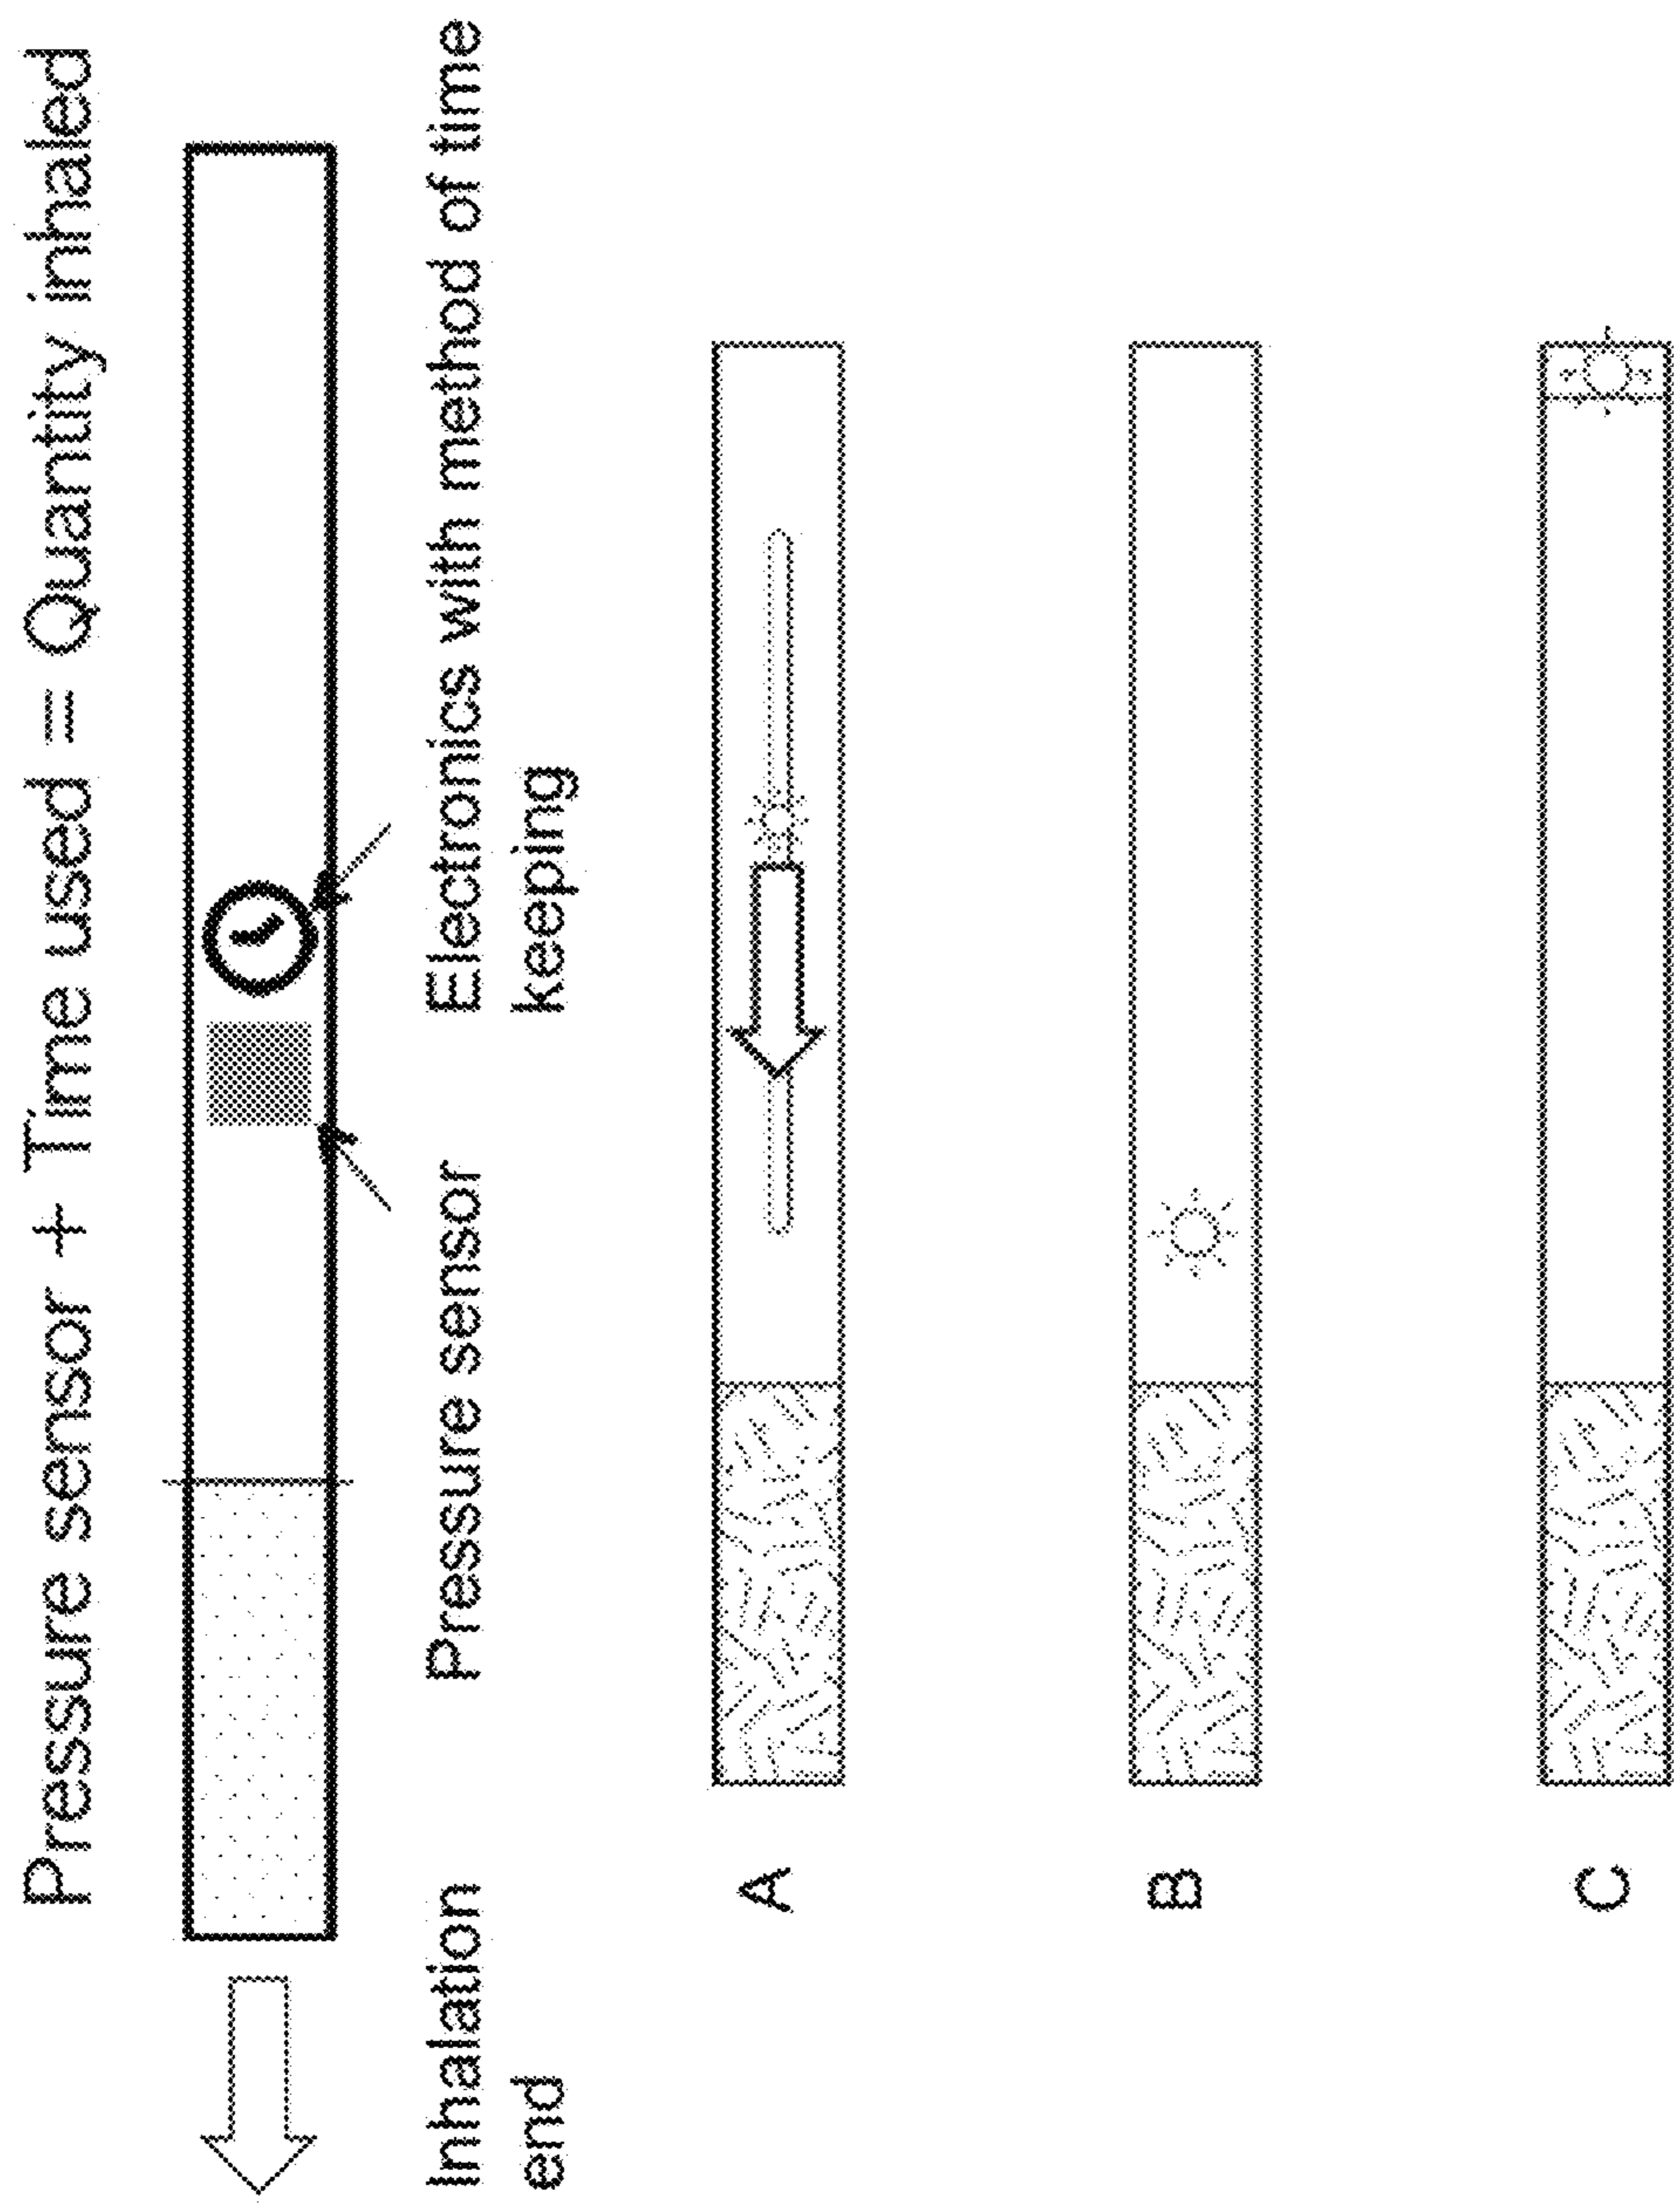 Pressure sensor + Time used = Quantity inhaled
Inhalation
end
Pressure sensor
Electronics with method of time
keeping
A
B
C